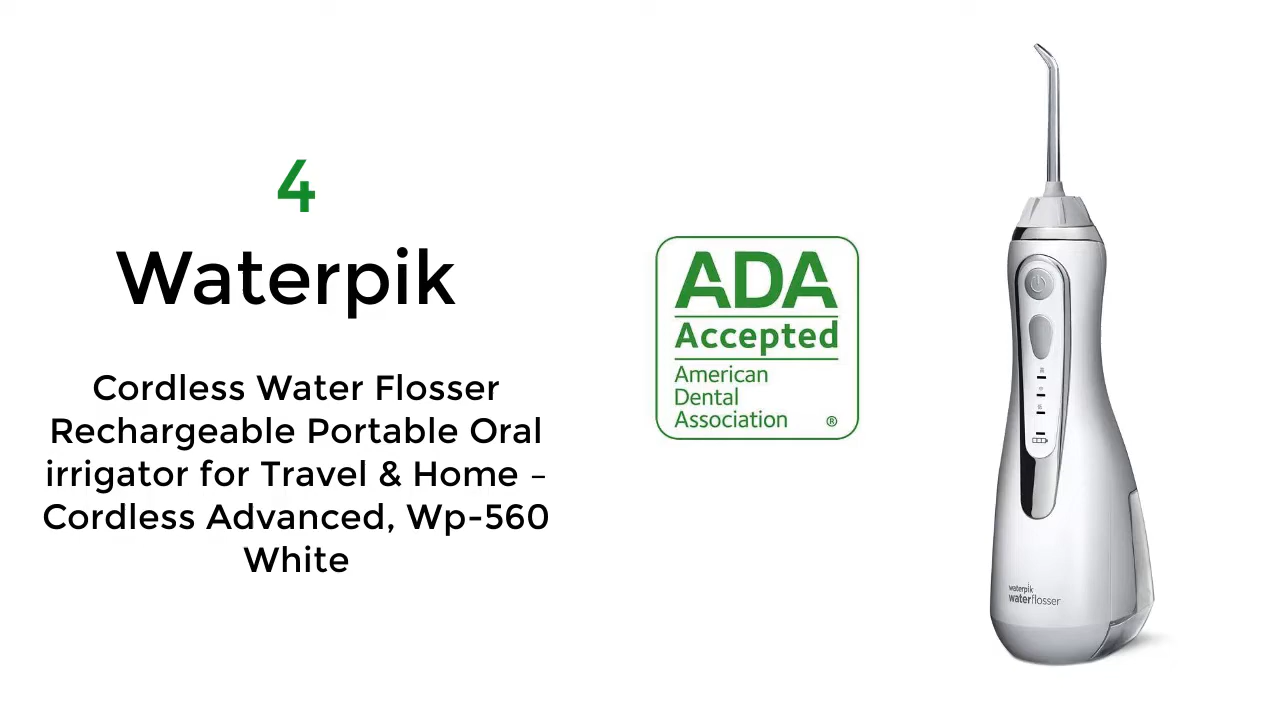 4
Waterpik
Cordless Water Flosser
Rechargeable Portable Oral
irrigator for Travel & Home –
Cordless Advanced, Wp-560
White
ADA
Accepted
American
Dental
Association ®
waterpik
waterflosser